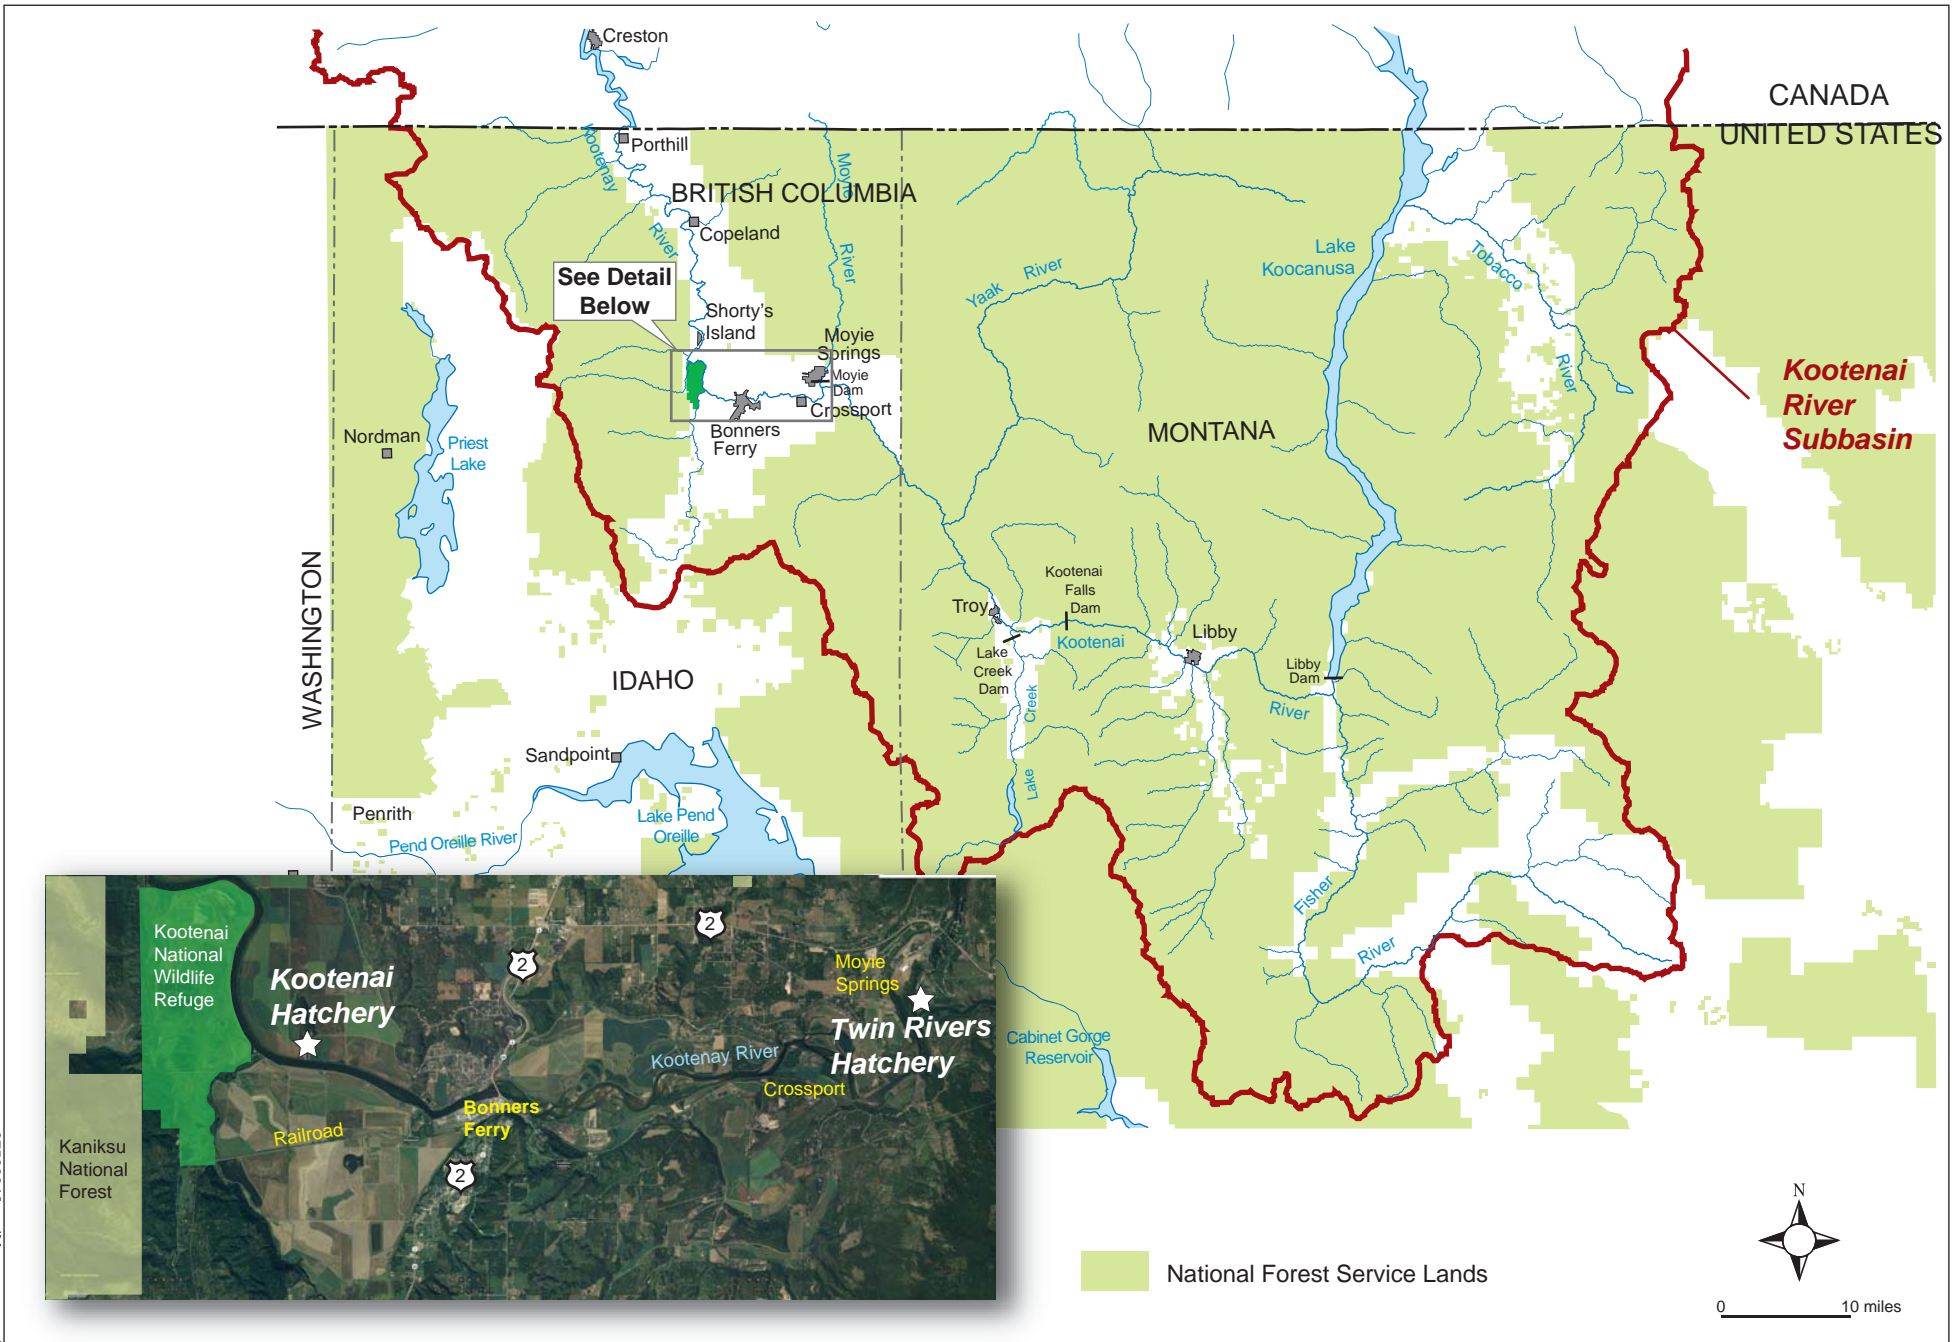 Creston
CANADA
UNITED STATES
Porthill
Kootenay
River
Moyie
River
BRITISH COLUMBIA
Copeland
See Detail
Below
Shorty's
Island
Moyie
Springs
Moyie
Dam
Crossport
Bonners
Ferry
Nordman
Priest
Lake
Yaak
River
Lake
Koocanusa
Tobacco
River
Kootenai
River
Subbasin
MONTANA
WASHINGTON
IDAHO
Troy
Kootenai
Falls
Dam
Kootenai
Lake
Creek
Dam
Libby
Libby
Dam
River
Creek
Lake
Sandpoint
Penrith
Pend Oreille River
Lake Pend
Oreille
Fisher
River
Cabinet Gorge
Reservoir
Kootenai
National
Wildlife
Refuge
Kootenai
Hatchery
2
2
Moyie
Springs
Twin Rivers
Hatchery
Kootenay River
Crossport
Bonners
Ferry
Railroad
2
Kaniksu
National
Forest
National Forest Service Lands
N
0 10 miles